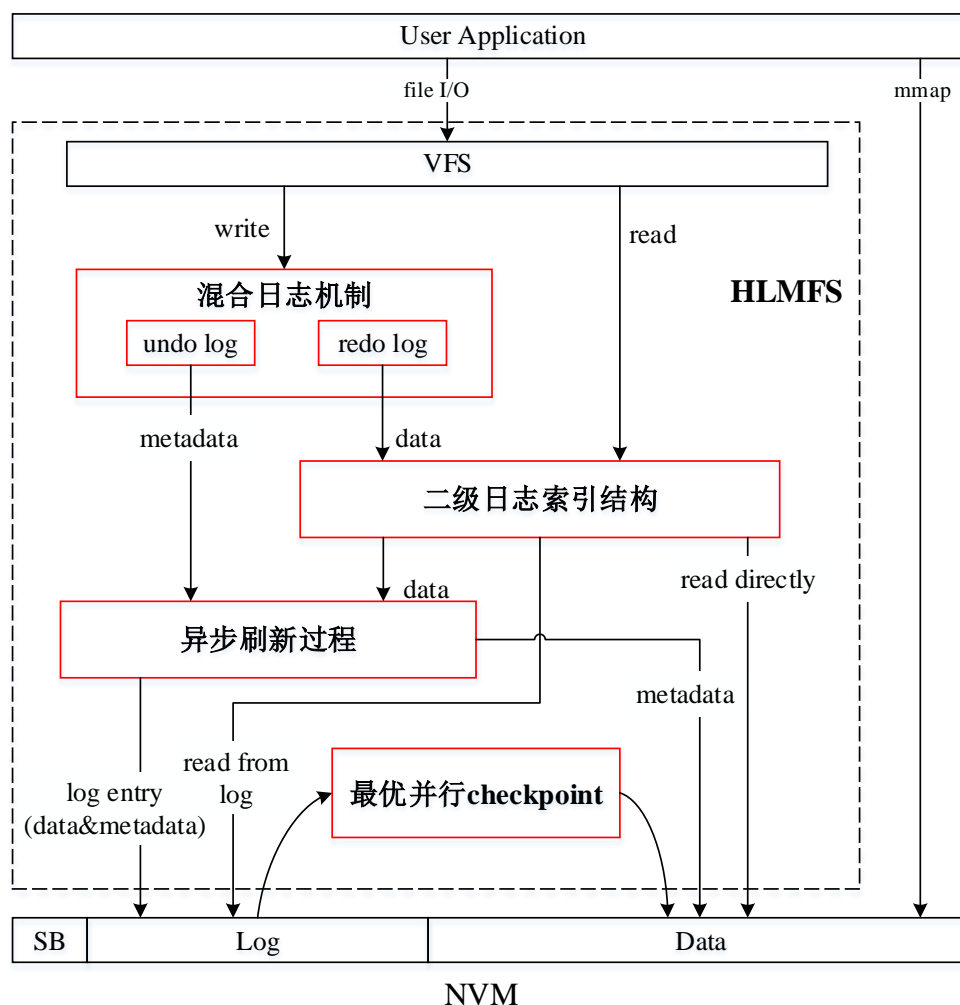 User Application
file I/O
mmap
VFS
write
read
混合日志机制
HLMFS
undo log
redo log
metadata
data
二级日志索引结构
read directly
data
异步刷新过程
metadata
read from
log
最优并行checkpoint
log entry
(data&metadata)
SB
Log
Data
NVM